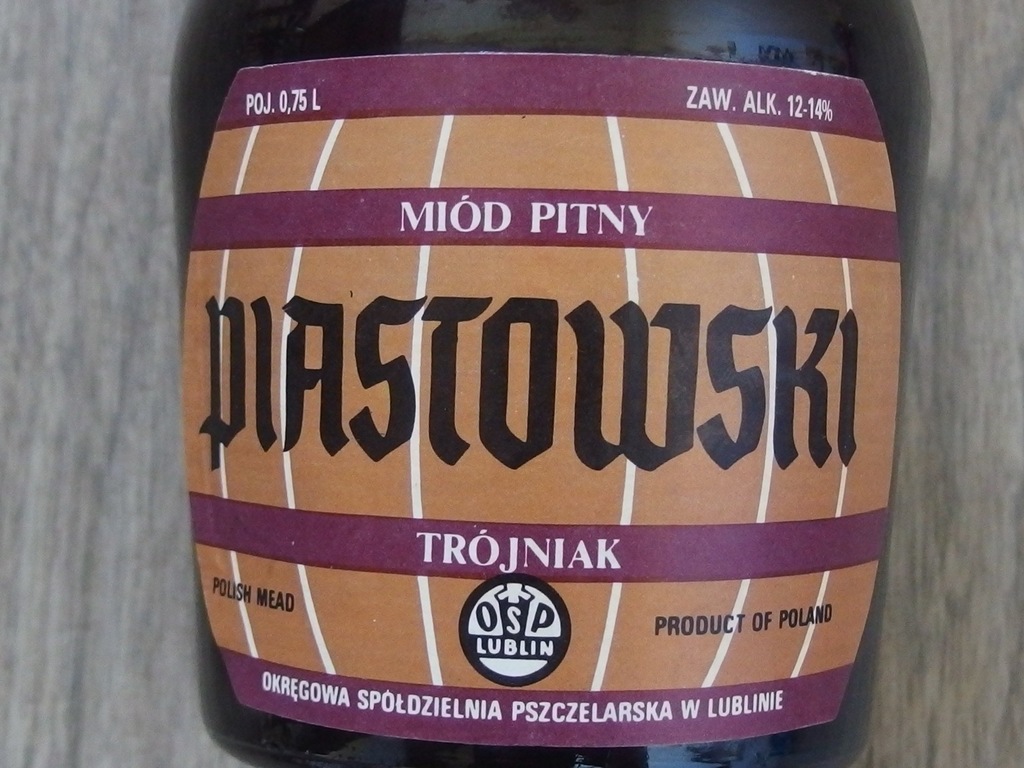 POJ. 0,75 L
ZAW. ALK. 12-14%
MIÓD PITNY
PIASTOWSKI
TRÓJNIAK
POLISH MEAD
OSP
LUBLIN
PRODUCT OF POLAND
OKRĘGOWA SPÓŁDZIELNIA PSZCZELARSKA W LUBLINIE